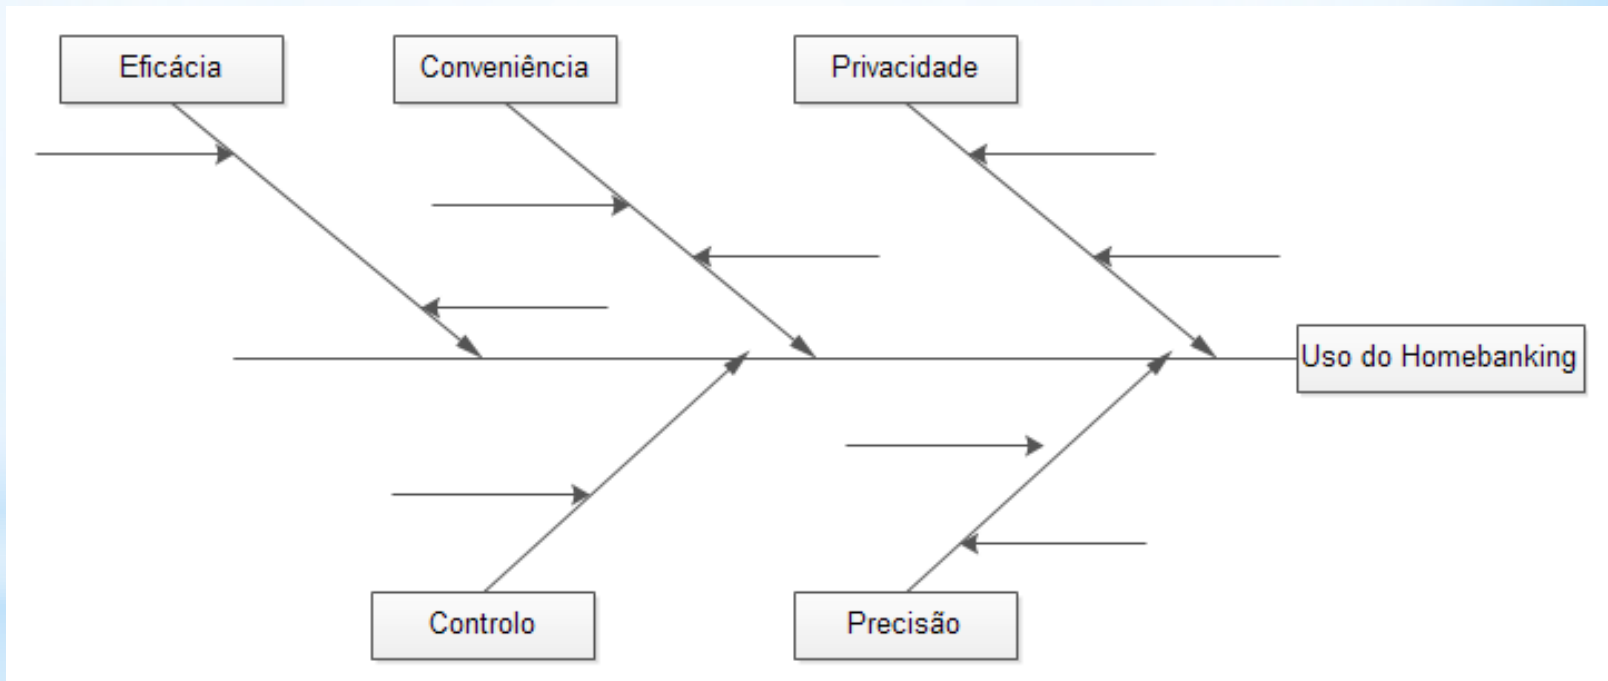 Eficácia
Conveniência
Privacidade
Uso do Homebanking
Controlo
Precisão